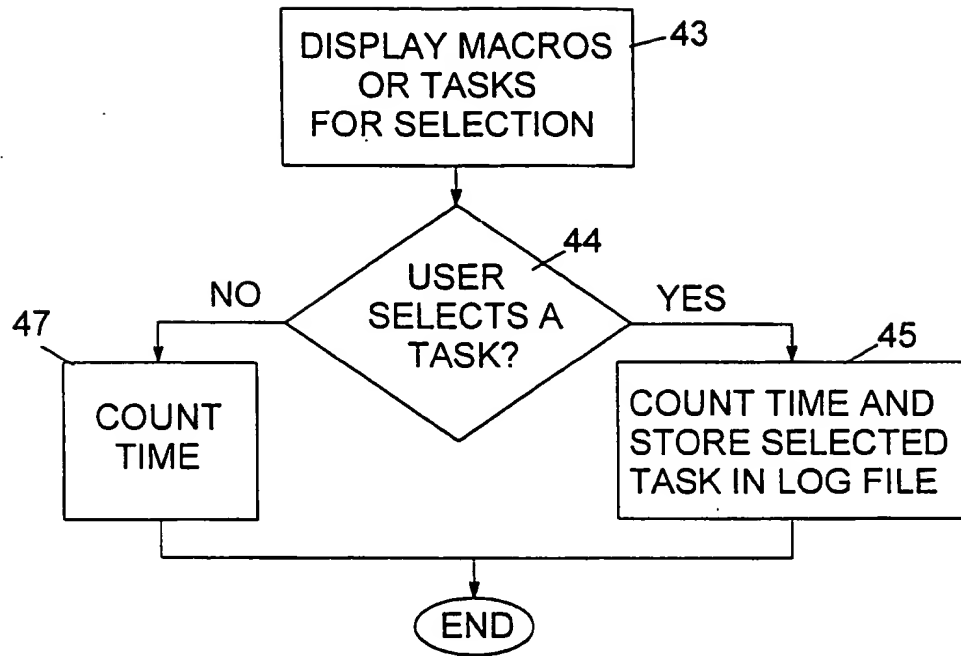 DISPLAY MACROS
OR TASKS
FOR SELECTION
43
USER
SELECTS A
TASK?
44
NO
YES
47
COUNT
TIME
45
COUNT TIME AND
STORE SELECTED
TASK IN LOG FILE
END